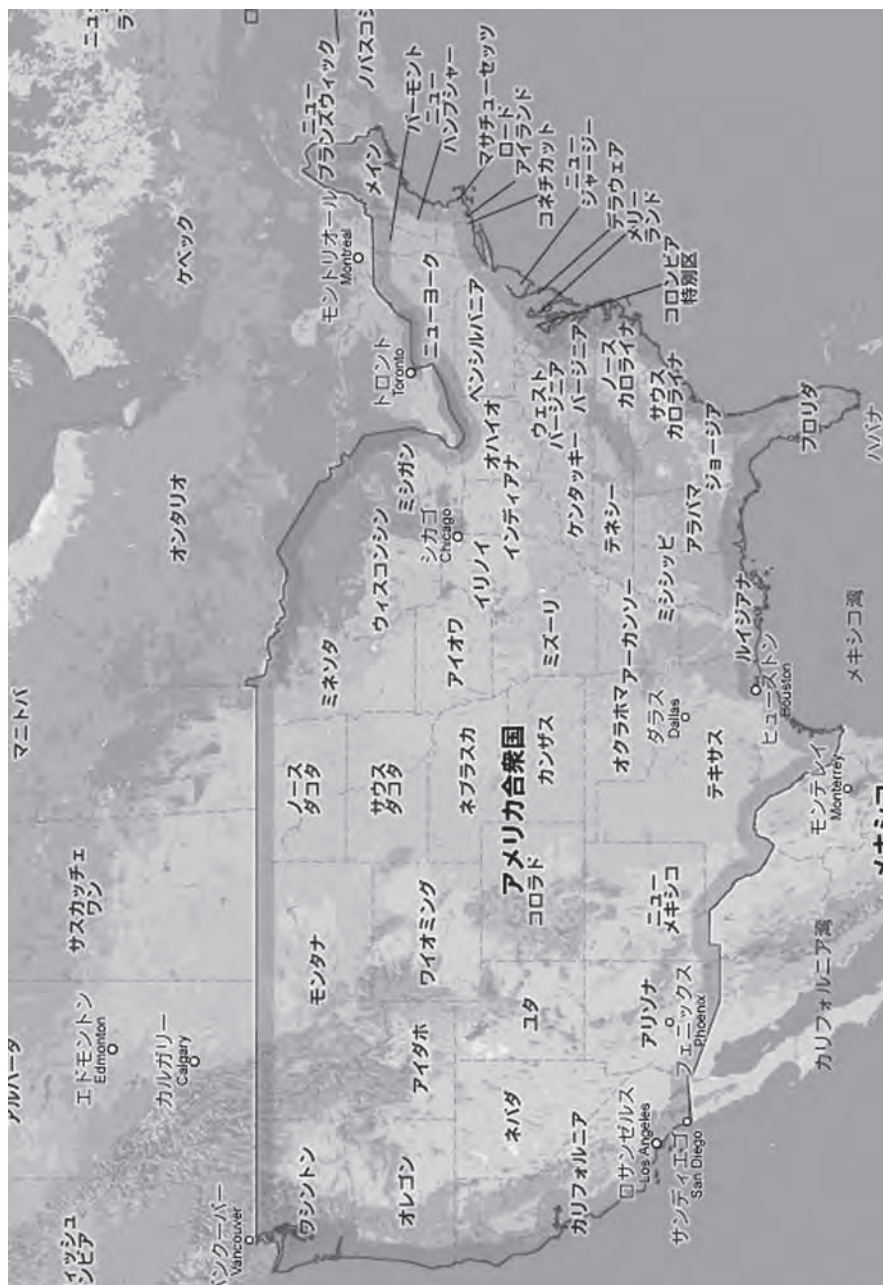 ニュー
ケベック
オンタリオ
マニトバ
サスカッチェ
ワン
アルバータ
エドモントン
Edmonton
カルガリー
Calgary
バンクーバー
Vancouver
ニュー
ブランズウィック
ノバスコシ
メイン
バーモント
ニュー
ハンプシャー
マサチューセッツ
ロード
アイランド
コネチカット
ニュー
ジャージー
デラウェア
メリー
ランド
コロンビア
特別区
モントリオール
Montreal
トロント
Toronto
ニューヨーク
ペンシルバニア
ワシントン
モンタナ
ノース
ダコタ
ミネソタ
ウィスコンシン
ミシガン
オレゴン
アイダホ
ワイオミング
サウス
ダコタ
アイオワ
シカゴ
Chicago
イリノイ
インディアナ
オハイオ
ネブラスカ
ネバダ
ユタ
アメリカ合衆国
コロラド
カンザス
ミズーリ
ケンタッキー
ウェスト
バージニア
バージニア
カリフォルニア
テネシー
ノース
カロライナ
サウス
カロライナ
オクラホマ
アーカンソー
ロサンゼルス
Los Angeles
サンディエゴ
San Diego
アリゾナ
フェニックス
Phoenix
ニュー
メキシコ
ダラス
Dallas
テキサス
ミシシッピ
アラバマ
ジョージア
ルイジアナ
ヒューストン
Houston
フロリダ
モンテレイ
Monterrey
メキシコ湾
カリフォルニア湾
メキシコ
ハバナ